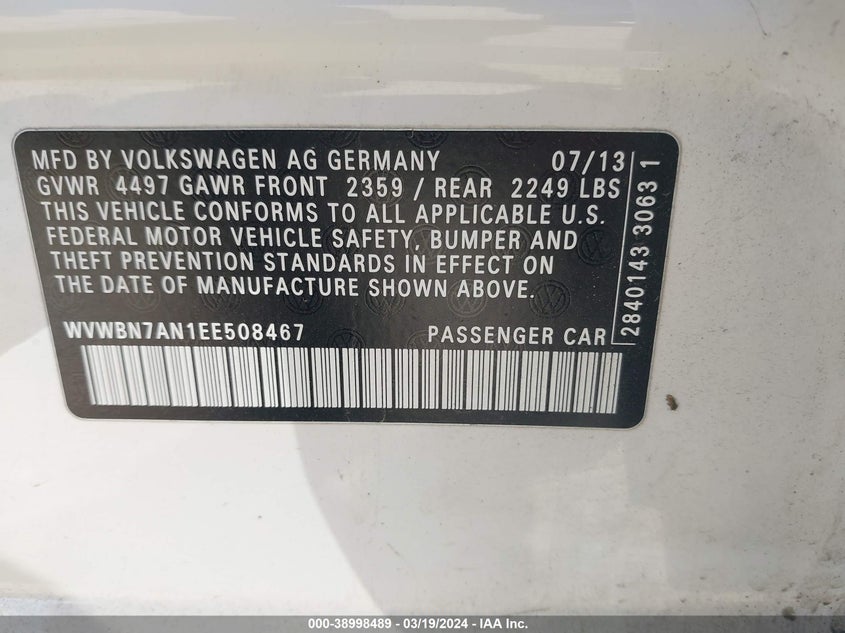 MFD BY VOLKSWAGEN AG GERMANY 07/13
GVWR 4497 GAWR FRONT 2359 / REAR 2249 LBS
THIS VEHICLE CONFORMS TO ALL APPLICABLE U.S.
FEDERAL MOTOR VEHICLE SAFETY, BUMPER AND
THEFT PREVENTION STANDARDS IN EFFECT ON
THE DATE OF MANUFACTURE SHOWN ABOVE.
WVWBN7AN1EE508467 PASSENGER CAR
2840143 3063 1
000-38998489 - 03/19/2024 - IAA Inc.